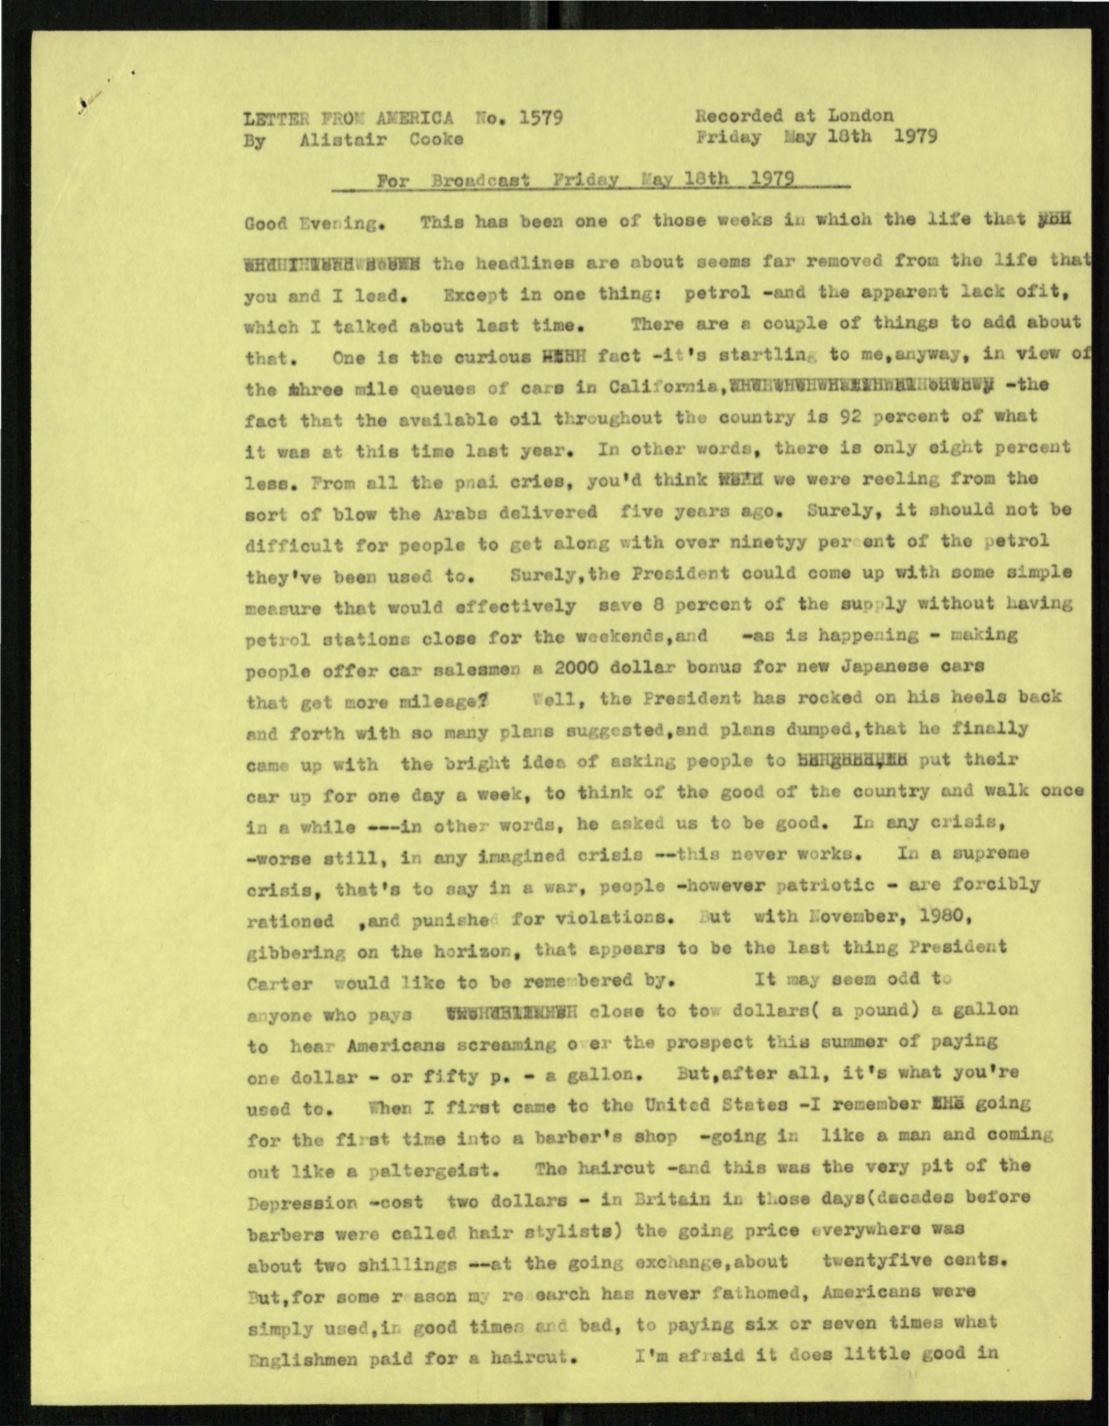 LETTER FROM AMERICA No. 1579 Recorded at London
By Alistair Cooke Friday May 18th 1979
For Broadcast Friday May 18th 1979
Good Evening. This has been one of those weeks in which the life that
the headlines are about seems far removed from the life that
you and I lead. Except in one thing: petrol -and the apparent lack ofit,
which I talked about last time. There are a couple of things to add about
that. One is the curious fact -it's startling to me,anyway, in view of
the three mile queues of cars in California, -the
fact that the available oil throughout the country is 92 percent of what
it was at this time last year. In other words, there is only eight percent
less. From all the pnai cries, you'd think we were reeling from the
sort of blow the Arabs delivered five years ago. Surely, it should not be
difficult for people to get along with over ninetyy per ent of the petrol
they've been used to. Surely,the President could come up with some simple
measure that would effectively save 8 percent of the supply without having
petrol stations close for the weekends,and -as is happening - making
people offer car salesmen a 2000 dollar bonus for new Japanese cars
that get more mileage? Well, the President has rocked on his heels back
and forth with so many plans suggested,and plans dumped,that he finally
came up with the bright idea of asking people to put their
car up for one day a week, to think of the good of the country and walk once
in a while ---in other words, he asked us to be good. In any crisis,
-worse still, in any imagined crisis --this never works. In a supreme
crisis, that's to say in a war, people -however patriotic - are forcibly
rationed ,and punished for violations. But with November, 1980,
gibbering on the horizon, that appears to be the last thing President
Carter would like to be remembered by. It may seem odd to
anyone who pays close to tow dollars( a pound) a gallon
to hear Americans screaming over the prospect this summer of paying
one dollar - or fifty p. - a gallon. But,after all, it's what you're
used to. When I first came to the United States -I remember going
for the first time into a barber's shop -going in like a man and coming
out like a paltergeist. The haircut -and this was the very pit of the
Depression -cost two dollars - in Britain in those days(decades before
barbers were called hair stylists) the going price everywhere was
about two shillings --at the going exchange,about twentyfive cents.
But,for some r ason my re earch has never fathomed, Americans were
simply used,in good times and bad, to paying six or seven times what
Englishmen paid for a haircut. I'm afraid it does little good in